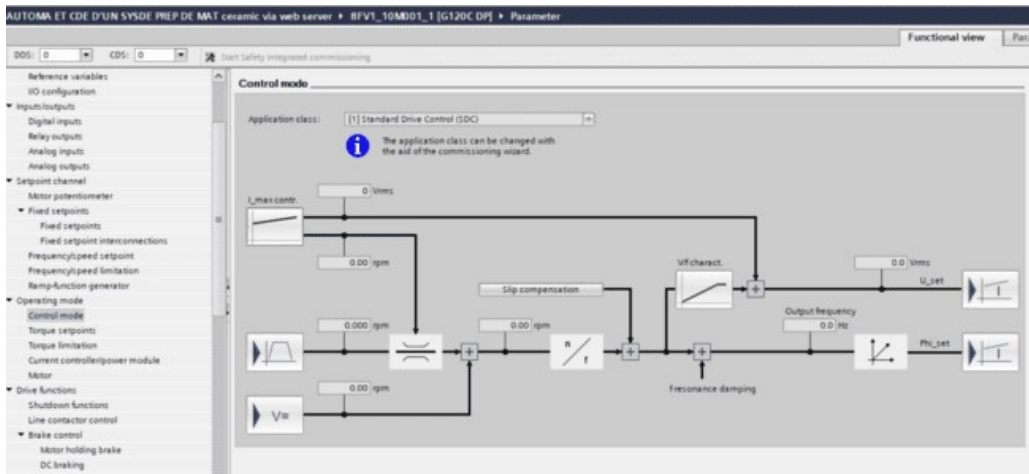 AUTOMA ET CDE D'UN SYSDE PREP DE MAT ceramic via web server ▸ 8FV1_10M001_1 [G120C DP] ▸ Parameter
Functional view
Par
DDS: 0 CDS: 0 Start Safety Integrated commissioning
Reference variables
I/O configuration
Inputs/outputs
Digital inputs
Relay outputs
Analog inputs
Analog outputs
Setpoint channel
Motor potentiometer
Fixed setpoints
Fixed setpoints
Fixed setpoint interconnections
Frequency/speed setpoint
Frequency/speed limitation
Ramp-function generator
Operating mode
Control mode
Torque setpoints
Torque limitation
Current controller/power module
Motor
Drive functions
Shutdown functions
Line contactor control
Brake control
Motor holding brake
DC braking
Control mode
Application class: [1] Standard Drive Control (SDC)
i
The application class can be changed with
the aid of the commissioning wizard.
0 Vrms
I_max contr.
0.00 rpm
V/f charact.
0.0 Vrms
U_set
Slip compensation
0.000 rpm
0.00 rpm
n/f
Output frequency
0.0 Hz
Phi_set
f resonance damping
0.00 rpm
V=